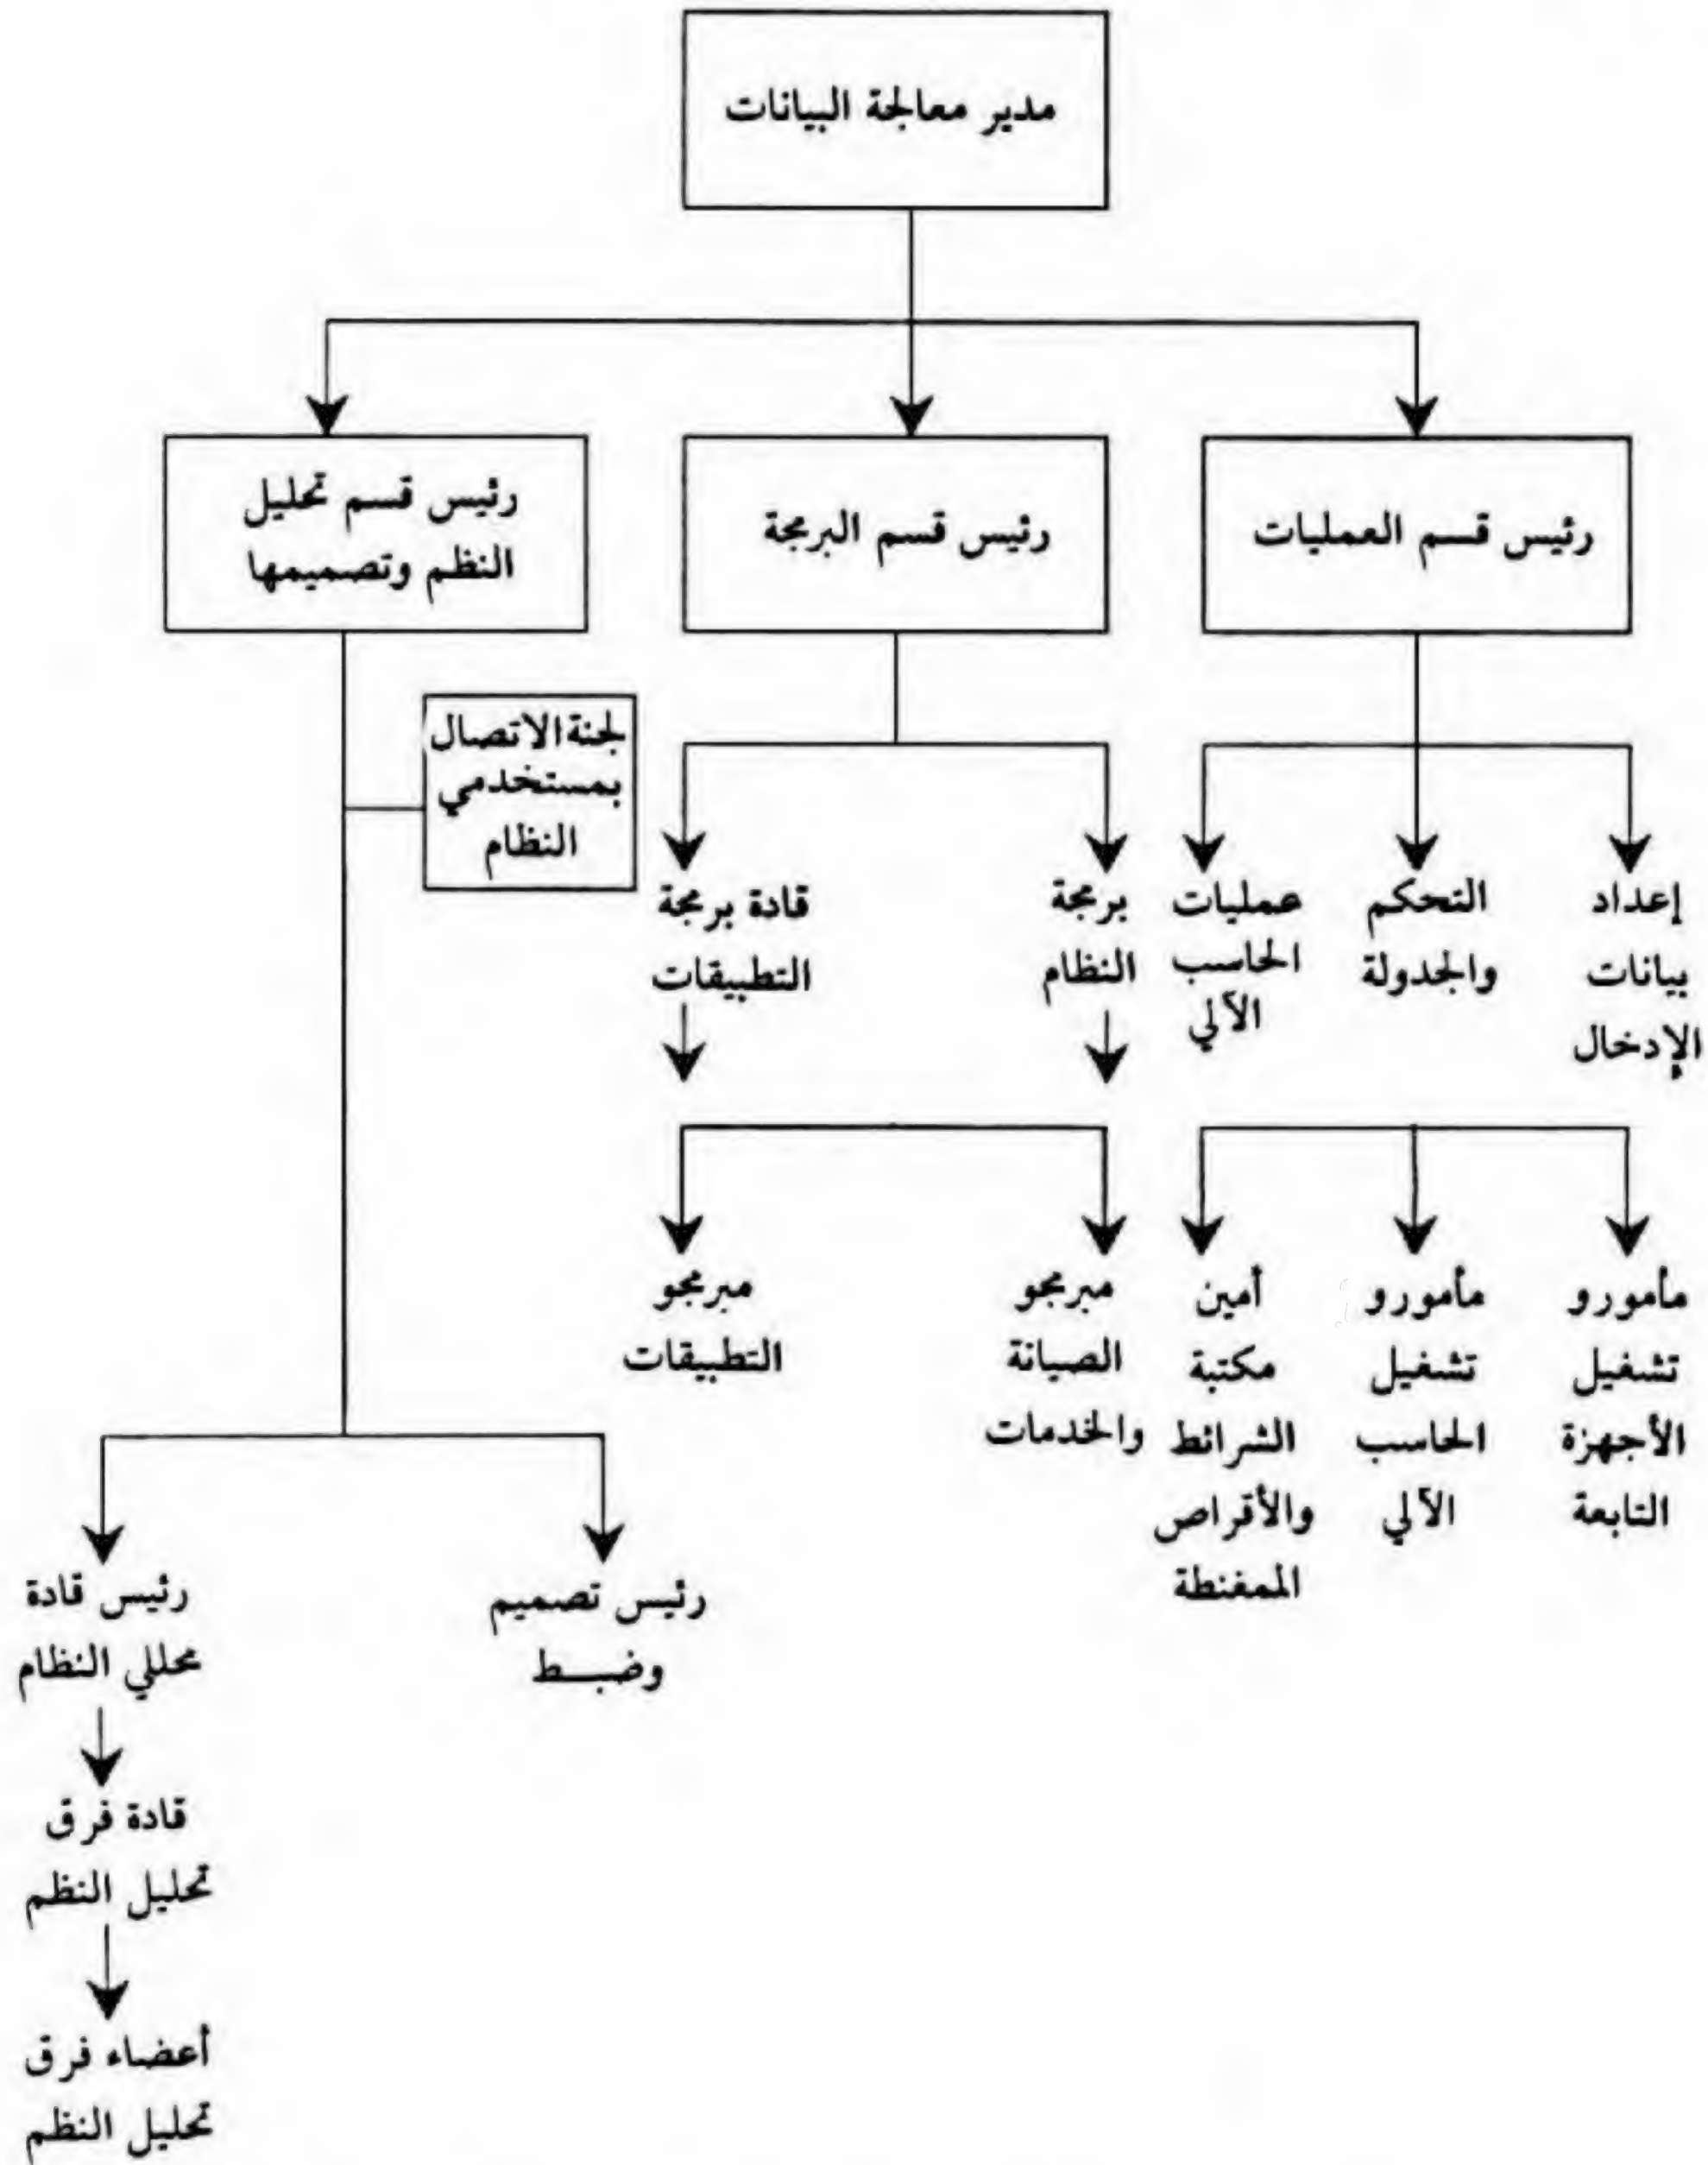 مدير معالجة البيانات
رئيس قسم العمليات
رئيس قسم البرمجة
رئيس قسم تحليل
النظم وتصميمها
لجنة الاتصال
بمستخدمي
النظام
إعداد
بيانات
الإدخال
التحكم
والجدولة
عمليات
الحاسب
الآلي
برمجة
النظام
قادة برمجة
التطبيقات
مأمورو
تشغيل
الأجهزة
التابعة
مأمورو
تشغيل
الحاسب
الآلي
أمين
مكتبة
الشرائط
والأقراص
الممغنطة
مبرمجو
الصيانة
والخدمات
مبرمجو
التطبيقات
رئيس تصميم
وضبط
رئيس قادة
محللي النظام
قادة فرق
تحليل النظم
أعضاء فرق
تحليل النظم